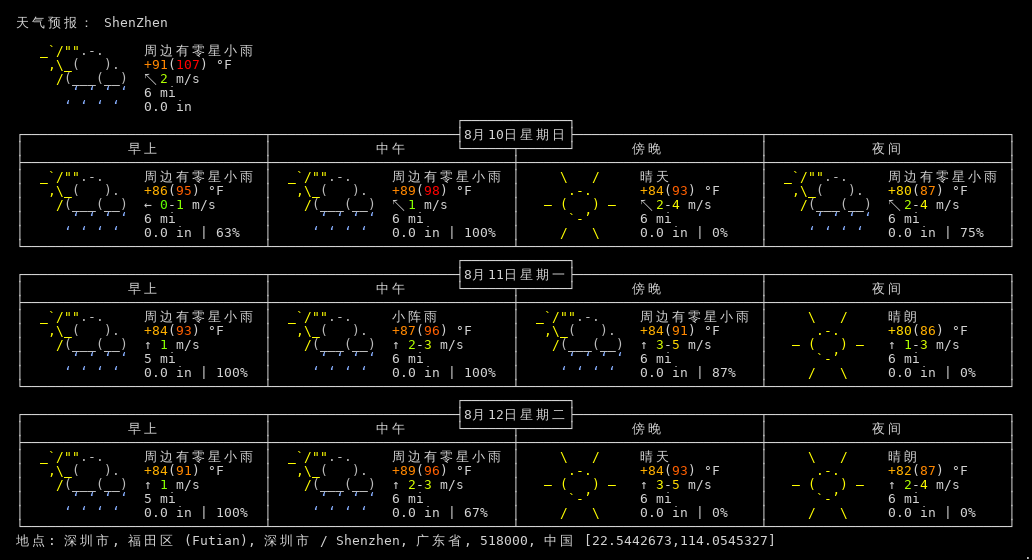 天气预报： ShenZhen
周边有零星小雨
+91(107) °F
↖2 m/s
6 mi
0.0 in
8月10日星期日
早上 中午 傍晚 夜间
周边有零星小雨 周边有零星小雨 晴天 周边有零星小雨
+86(95) °F +89(98) °F +84(93) °F +80(87) °F
← 0-1 m/s ↖1 m/s ↖2-4 m/s ↖2-4 m/s
6 mi 6 mi 6 mi 6 mi
0.0 in | 63% 0.0 in | 100% 0.0 in | 0% 0.0 in | 75%
8月11日星期一
早上 中午 傍晚 夜间
周边有零星小雨 小阵雨 周边有零星小雨 晴朗
+84(93) °F +87(96) °F +84(91) °F +80(86) °F
↑ 1 m/s ↑ 2-3 m/s ↑ 3-5 m/s ↑ 1-3 m/s
5 mi 6 mi 6 mi 6 mi
0.0 in | 100% 0.0 in | 100% 0.0 in | 87% 0.0 in | 0%
8月12日星期二
早上 中午 傍晚 夜间
周边有零星小雨 周边有零星小雨 晴天 晴朗
+84(91) °F +89(96) °F +84(93) °F +82(87) °F
↑ 1 m/s ↑ 2-3 m/s ↑ 3-5 m/s ↑ 2-4 m/s
5 mi 6 mi 6 mi 6 mi
0.0 in | 100% 0.0 in | 67% 0.0 in | 0% 0.0 in | 0%
地点: 深圳市, 福田区 (Futian), 深圳市 / Shenzhen, 广东省, 518000, 中国 [22.5442673,114.0545327]